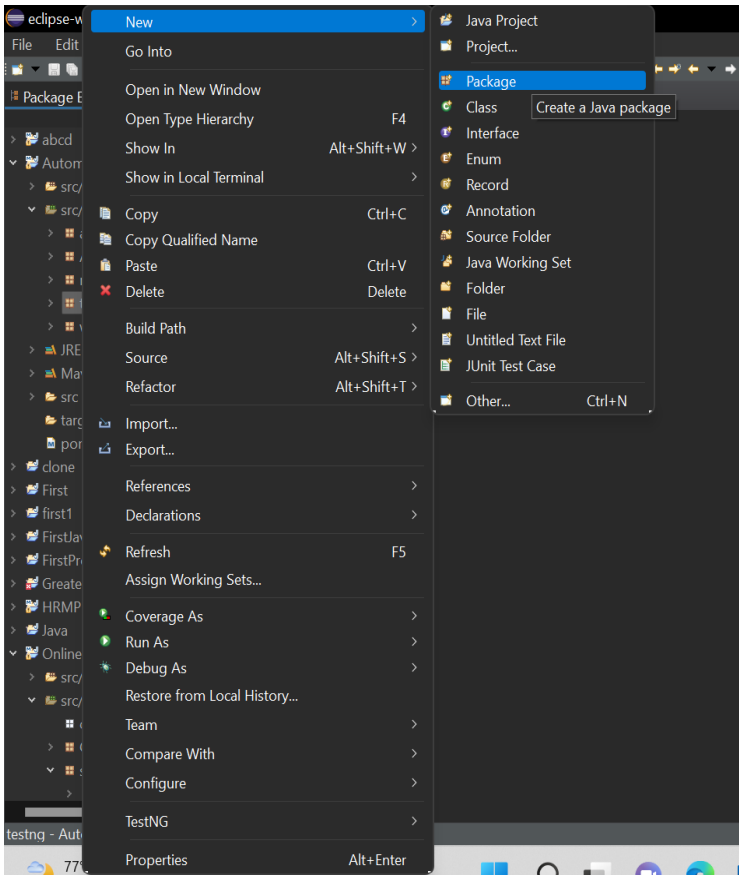 eclipse-w
File Edit
Package E
abcd
Autom
src/
src/
JRE
Ma
src
targ
clone
First
first1
FirstJav
FirstPr
Greate
HRMP
Java
Online
src/
src/
testng - Aut
77°
New
Go Into
Open in New Window
Open Type Hierarchy F4
Show In Alt+Shift+W >
Show in Local Terminal >
Copy Ctrl+C
Copy Qualified Name
Paste Ctrl+V
Delete Delete
Build Path >
Source Alt+Shift+S >
Refactor Alt+Shift+T >
Import...
Export...
References >
Declarations >
Refresh F5
Assign Working Sets...
Coverage As >
Run As >
Debug As >
Restore from Local History...
Team >
Compare With >
Configure >
TestNG >
Properties Alt+Enter
Java Project
Project...
Package
Class
Create a Java package
Interface
Enum
Record
Annotation
Source Folder
Java Working Set
Folder
File
Untitled Text File
JUnit Test Case
Other... Ctrl+N